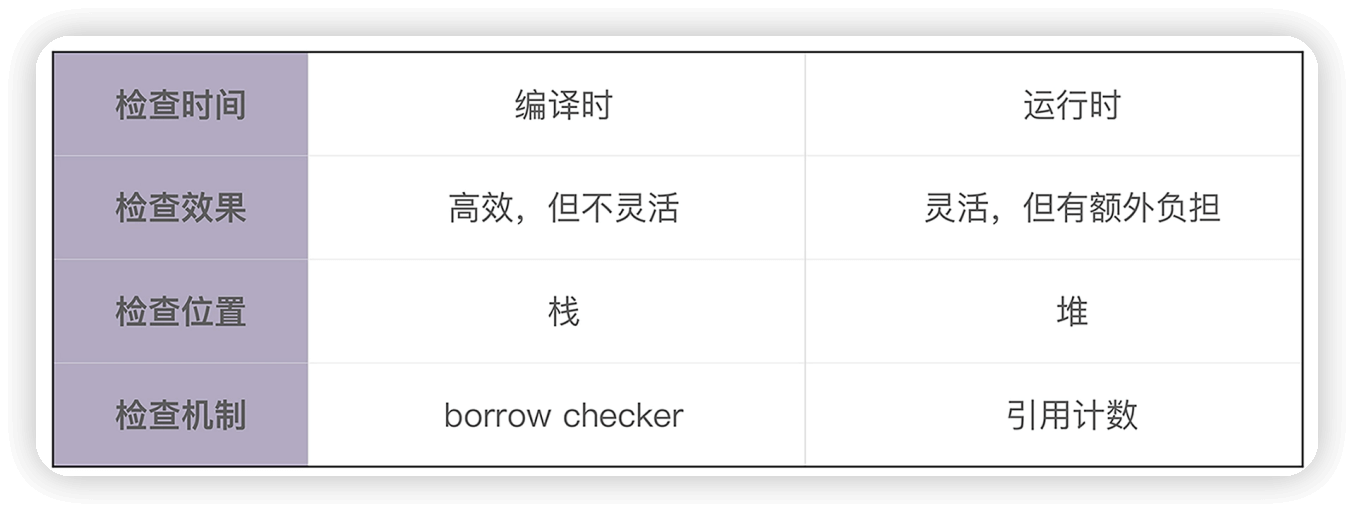 检查时间 编译时 运行时
检查效果 高效，但不灵活 灵活，但有额外负担
检查位置 栈 堆
检查机制 borrow checker 引用计数